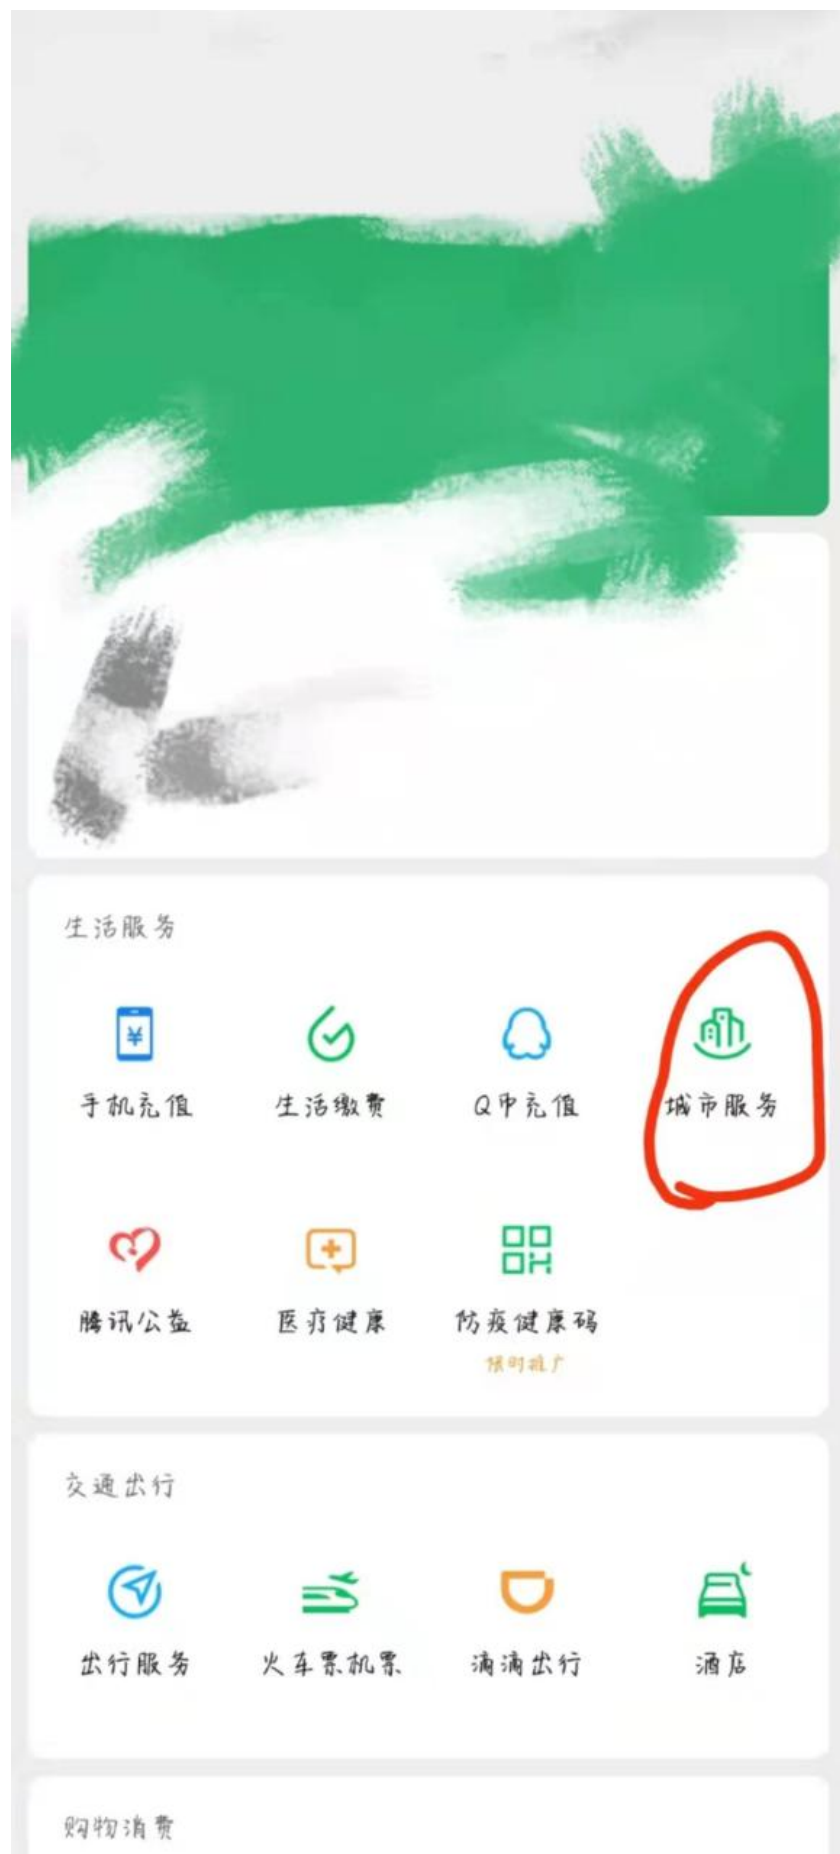 生活服务
手机充值 生活缴费 Q币充值 城市服务
腾讯公益 医疗健康 防疫健康码
限时推广
交通出行
出行服务 火车票机票 滴滴出行 酒店
购物消费